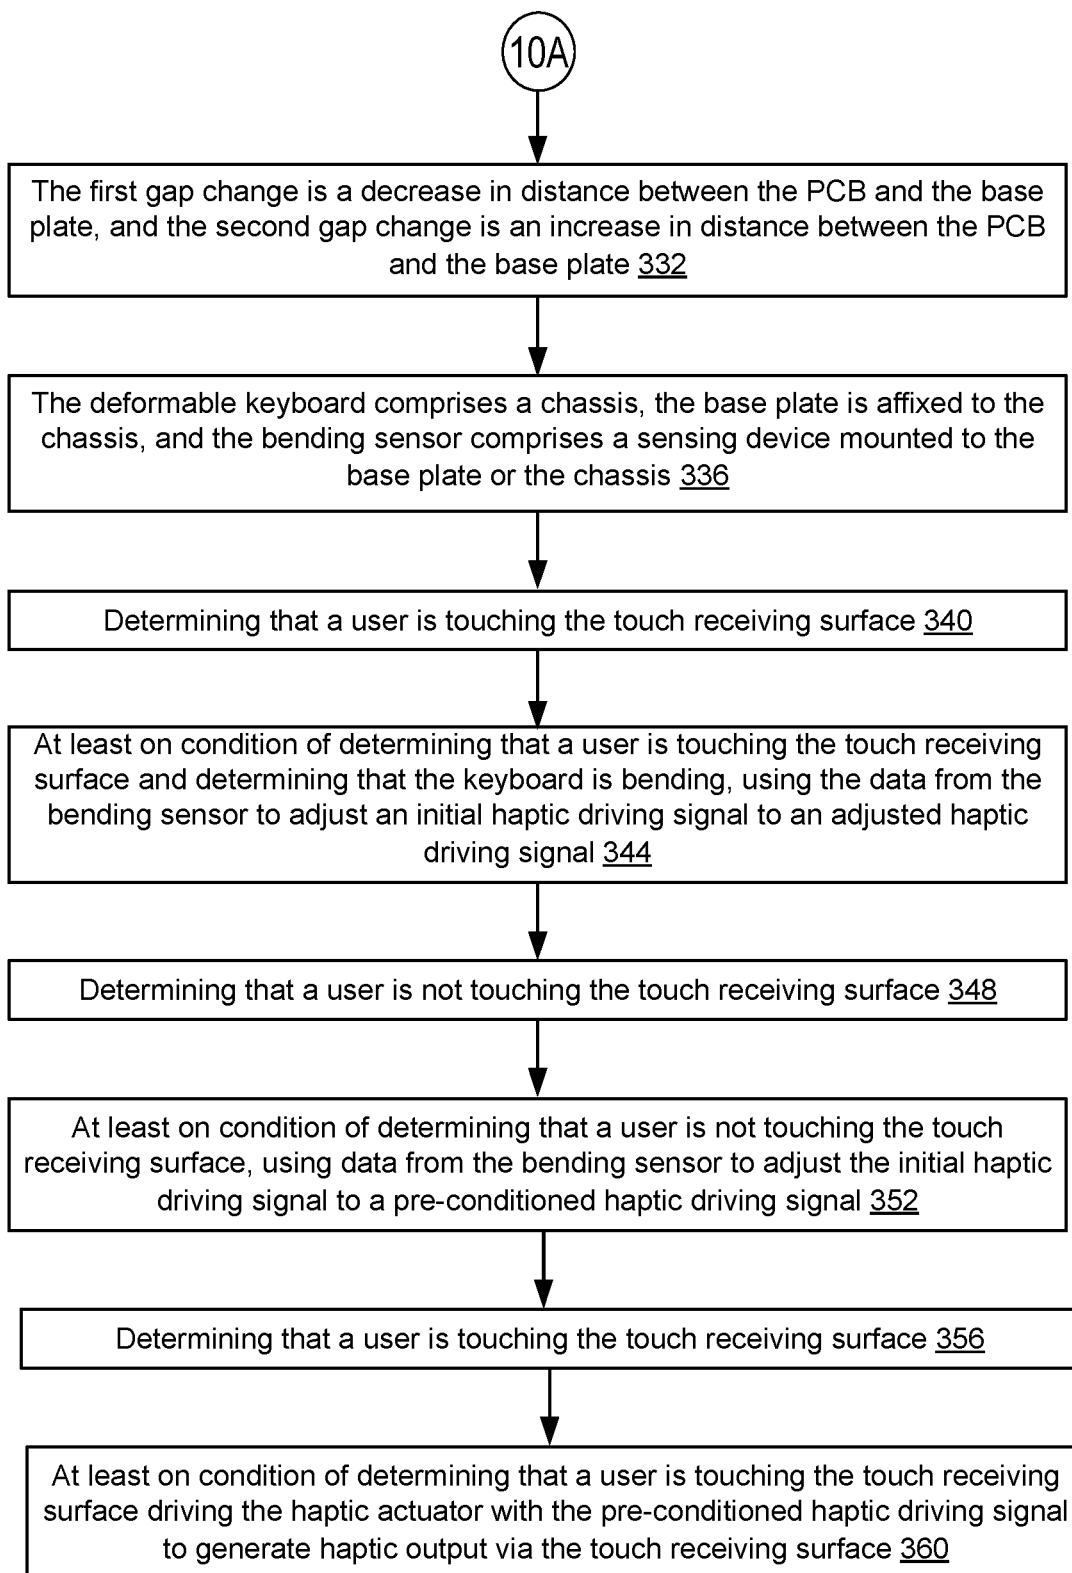 10A
The first gap change is a decrease in distance between the PCB and the base
plate, and the second gap change is an increase in distance between the PCB
and the base plate 332
The deformable keyboard comprises a chassis, the base plate is affixed to the
chassis, and the bending sensor comprises a sensing device mounted to the
base plate or the chassis 336
Determining that a user is touching the touch receiving surface 340
At least on condition of determining that a user is touching the touch receiving
surface and determining that the keyboard is bending, using the data from the
bending sensor to adjust an initial haptic driving signal to an adjusted haptic
driving signal 344
Determining that a user is not touching the touch receiving surface 348
At least on condition of determining that a user is not touching the touch
receiving surface, using data from the bending sensor to adjust the initial haptic
driving signal to a pre-conditioned haptic driving signal 352
Determining that a user is touching the touch receiving surface 356
At least on condition of determining that a user is touching the touch receiving
surface driving the haptic actuator with the pre-conditioned haptic driving signal
to generate haptic output via the touch receiving surface 360